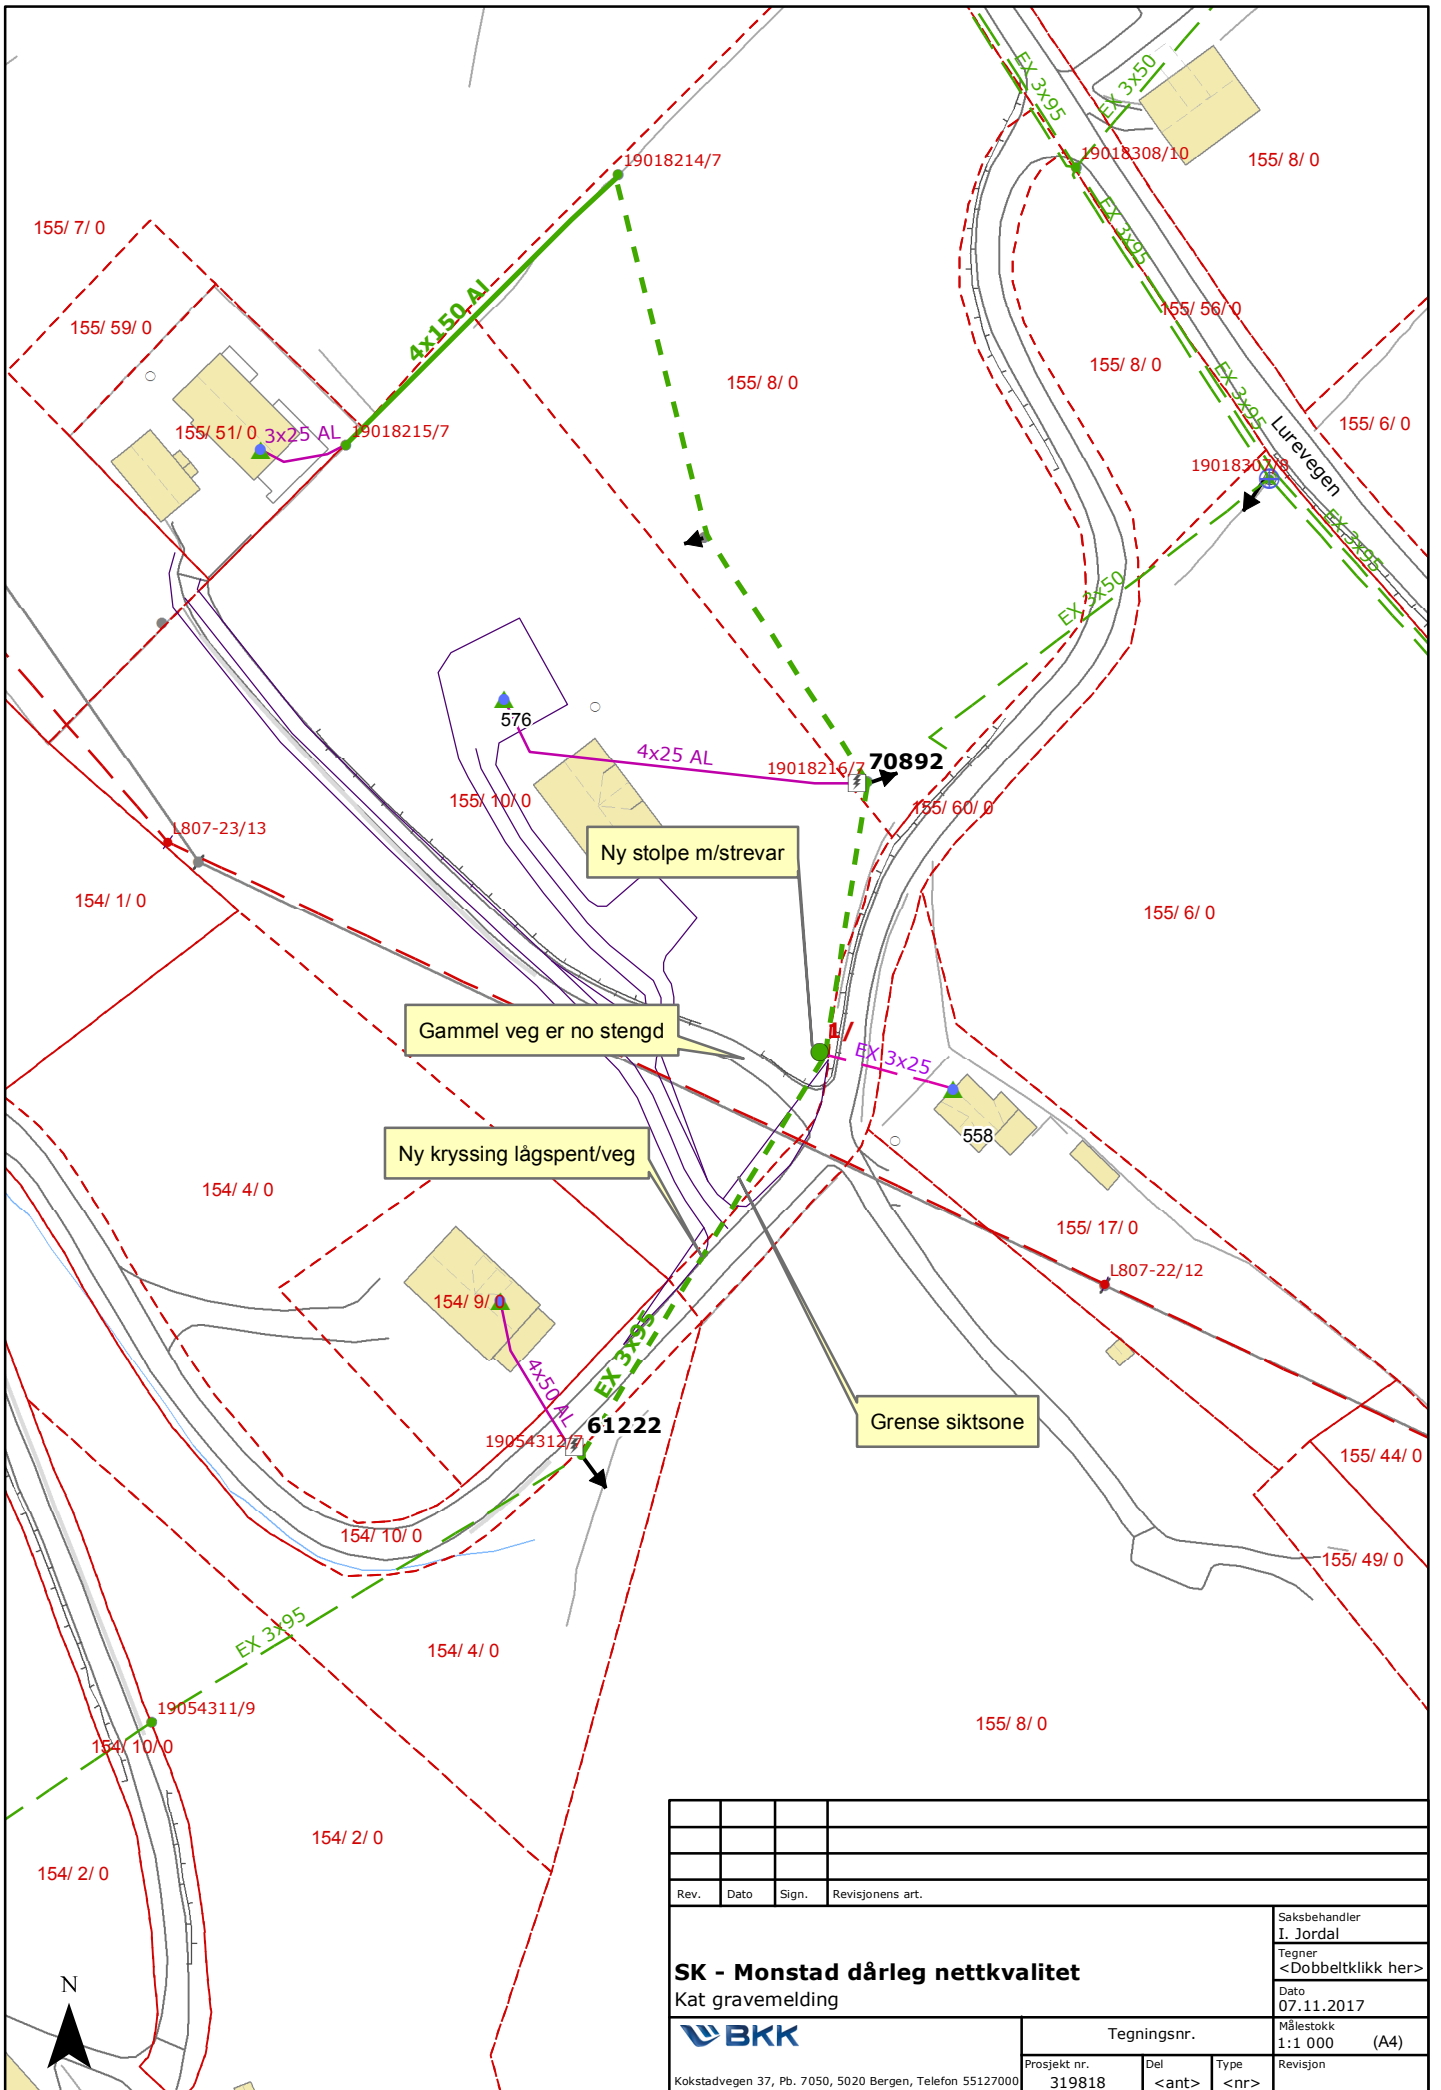 EX 3x95
EX 3x50
19018214/7
19018308/10
155/ 8/ 0
155/ 7/ 0
EX 3x95
4x150 Al
155/ 59/ 0
155/ 56/ 0
155/ 8/ 0
155/ 8/ 0
EX 3x95
155/ 51/ 0
3x25 AL
19018215/7
155/ 6/ 0
Lurevegen
19018307/8
EX 3x95
EX 3x50
576
4x25 AL
19018216/7
70892
155/ 10/ 0
155/ 60/ 0
L807-23/13
Ny stolpe m/strevar
154/ 1/ 0
155/ 6/ 0
Gammel veg er no stengd
1/
EX 3x25
558
Ny kryssing lågspent/veg
154/ 4/ 0
155/ 17/ 0
L807-22/12
154/ 9/ 0
EX 3x95
4x50 AL
Grense siktsone
61222
19054312/7
155/ 44/ 0
154/ 10/ 0
155/ 49/ 0
EX 3x95
154/ 4/ 0
19054311/9
155/ 8/ 0
154/ 10/ 0
154/ 2/ 0
154/ 2/ 0
N
Rev.
Dato
Sign.
Revisjonens art.
Saksbehandler
I. Jordal
SK - Monstad dårleg nettkvalitet
Tegner
<Dobbeltklikk her>
Kat gravemelding
Dato
07.11.2017
BKK
Tegningsnr.
Målestokk
1:1 000 (A4)
Kokstadvegen 37, Pb. 7050, 5020 Bergen, Telefon 55127000
Prosjekt nr.
319818
Del
<ant>
Type
<nr>
Revisjon